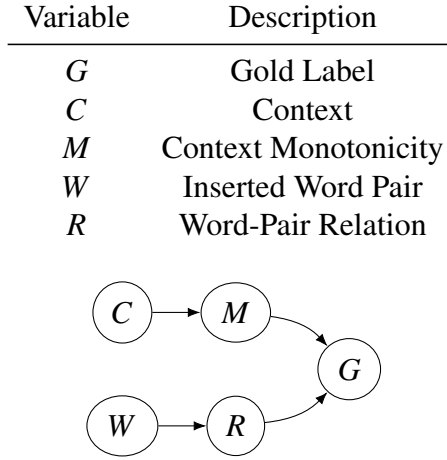 Variable Description
G Gold Label
C Context
M Context Monotonicity
W Inserted Word Pair
R Word-Pair Relation
C M
G
W R